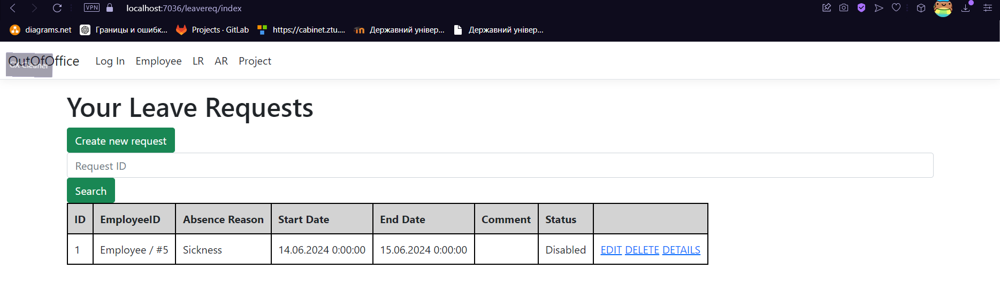 VPN localhost:7036/leavereq/index
diagrams.net Границы и ошибк... Projects · GitLab https://cabinet.ztu.... Державний універ... Державний універ...
OutOfOffice Log In Employee LR AR Project
GX Cleaner
Your Leave Requests
Create new request
Request ID
Search
ID EmployeeID Absence Reason Start Date End Date Comment Status
1 Employee / #5 Sickness 14.06.2024 0:00:00 15.06.2024 0:00:00 Disabled EDIT DELETE DETAILS